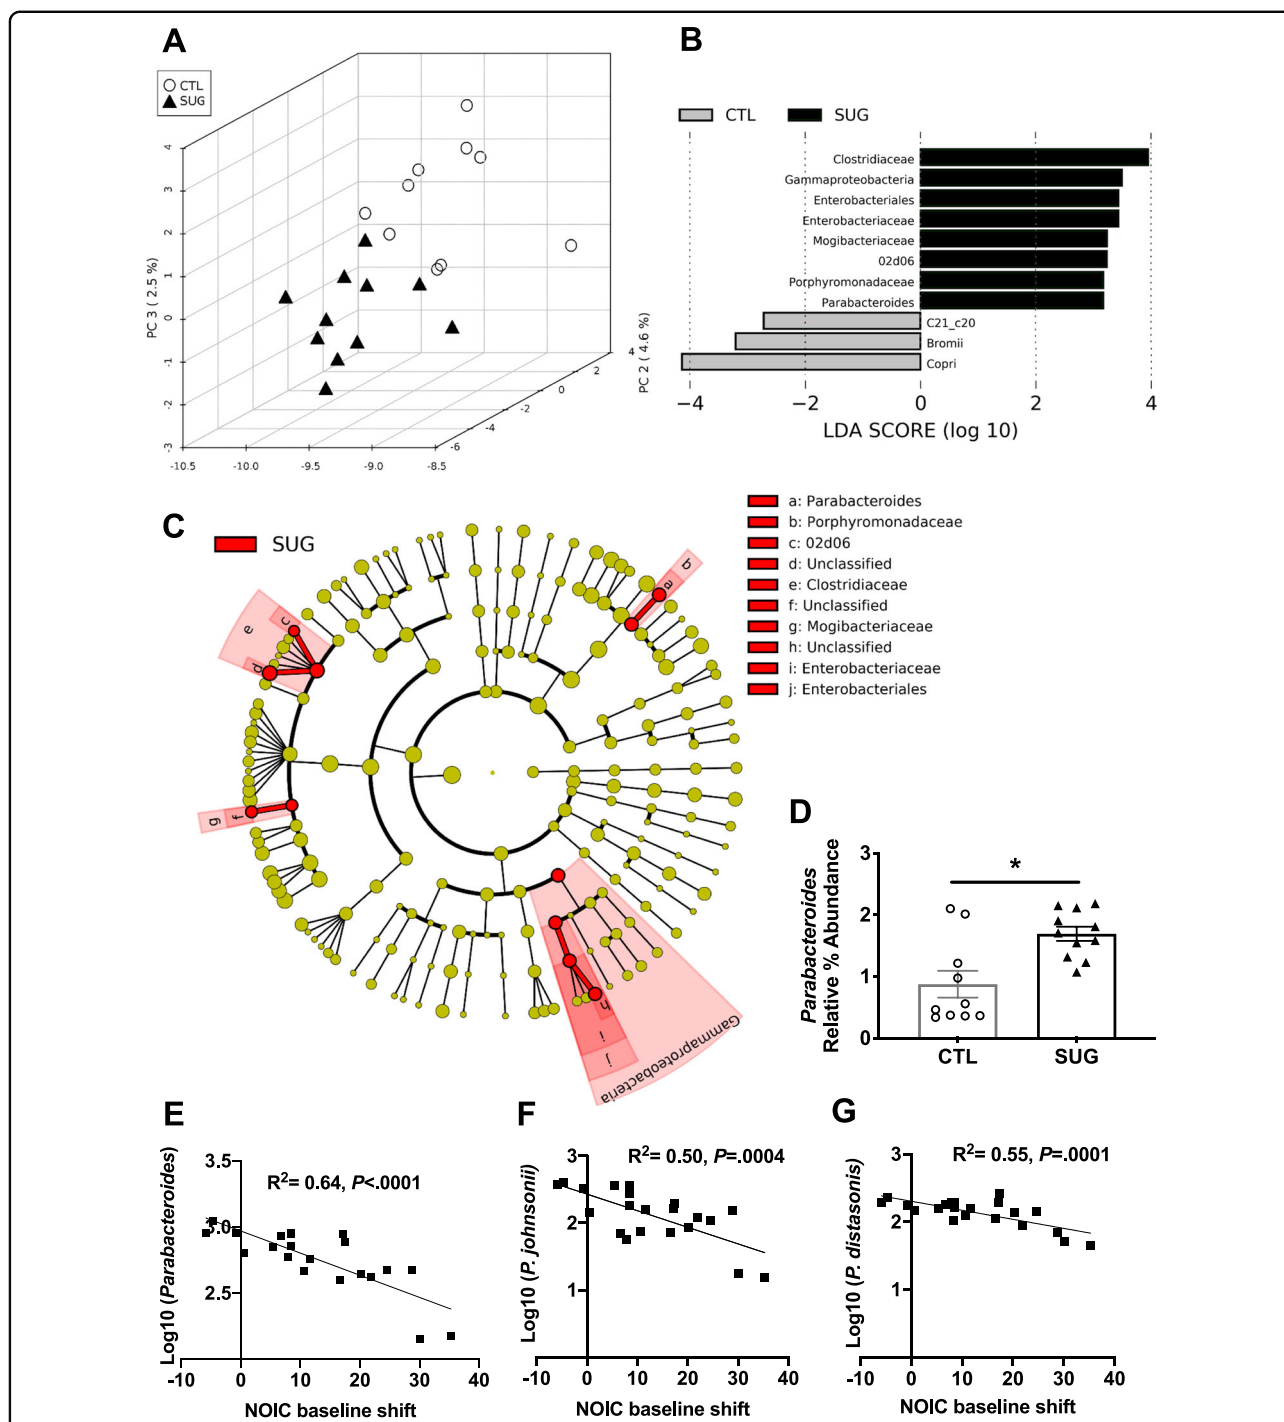 A
CTL
SUG
PC 3 ( 2.5 %)
4
3
2
1
0
-1
-2
-3
-10.5
-10.0
-9.5
-9.0
-8.5
-6
-4
-2
0
2
4
PC 2 ( 4.6 %)
B
CTL
SUG
Clostridiaceae
Gammaproteobacteria
Enterobacteriales
Enterobacteriaceae
Mogibacteriaceae
02d06
Porphyromonadaceae
Parabacteroides
C21_c20
Bromii
Copri
−4
−2
0
2
4
LDA SCORE (log 10)
C
SUG
a
b
c
e
d
f
g
h
i
j
Gammaproteobacteria
a: Parabacteroides
b: Porphyromonadaceae
c: 02d06
d: Unclassified
e: Clostridiaceae
f: Unclassified
g: Mogibacteriaceae
h: Unclassified
i: Enterobacteriaceae
j: Enterobacteriales
D
Parabacteroides
Relative % Abundance
3
2
1
0
*
CTL
SUG
E
Log10 (Parabacteroides)
3.5
3.0
2.5
R²= 0.64, P<.0001
-10
0
10
20
30
40
NOIC baseline shift
F
Log10 (P. johnsonii)
3
2
1
R²= 0.50, P=.0004
-10
0
10
20
30
40
NOIC baseline shift
G
Log10 (P. distasonis)
3
2
1
R²= 0.55, P=.0001
-10
0
10
20
30
40
NOIC baseline shift